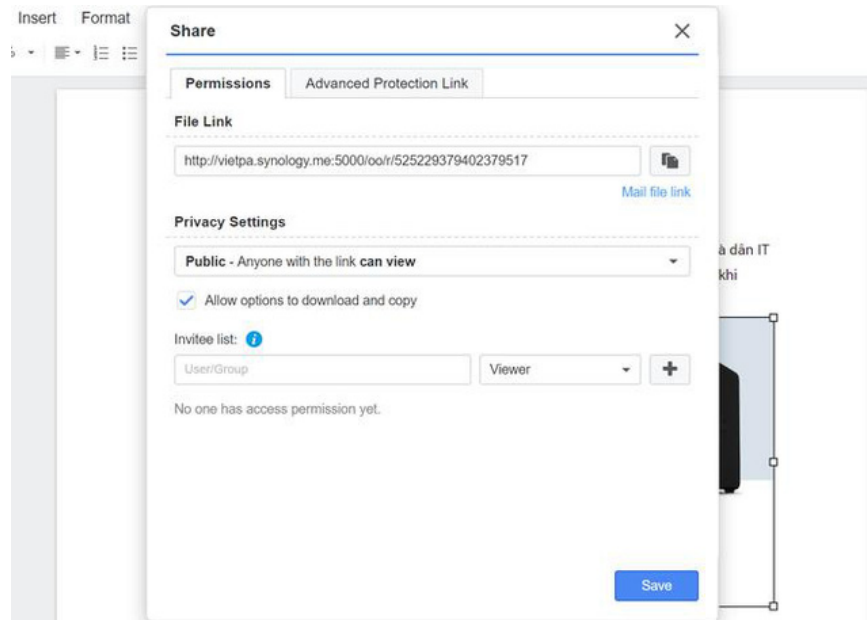 Insert Format
Share
Permissions Advanced Protection Link
File Link
http://vietpa.synology.me:5000/oo/r/525229379402379517
Mail file link
Privacy Settings
Public - Anyone with the link can view
Allow options to download and copy
Invitee list:
User/Group Viewer
No one has access permission yet.
Save
à dân IT
khi